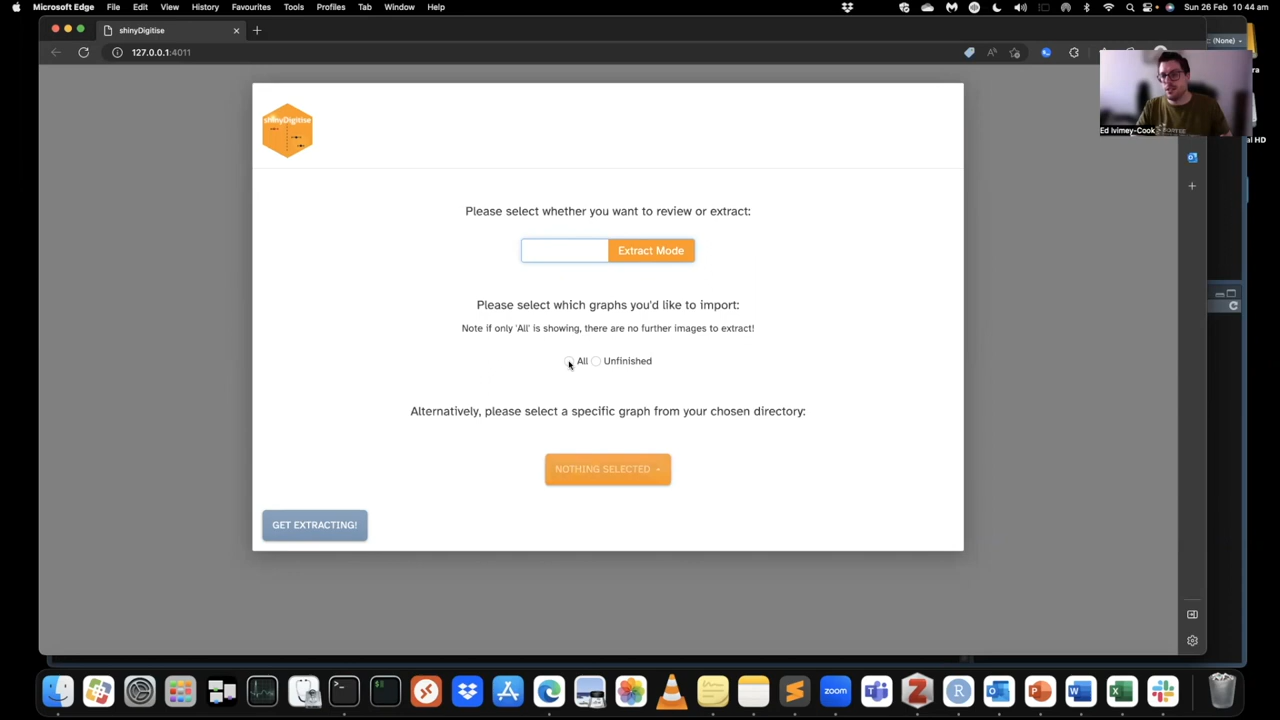 Microsoft Edge File Edit View History Favourites Tools Profiles Tab Window Help Sun 26 Feb 10:44 am
shinyDigitise
127.0.0.1:4011
(None)
shinyDigitise
Ed Ivimey-Cook
Please select whether you want to review or extract:
Extract Mode
Please select which graphs you'd like to import:
Note if only 'All' is showing, there are no further images to extract!
All Unfinished
Alternatively, please select a specific graph from your chosen directory:
NOTHING SELECTED
GET EXTRACTING!
zoom